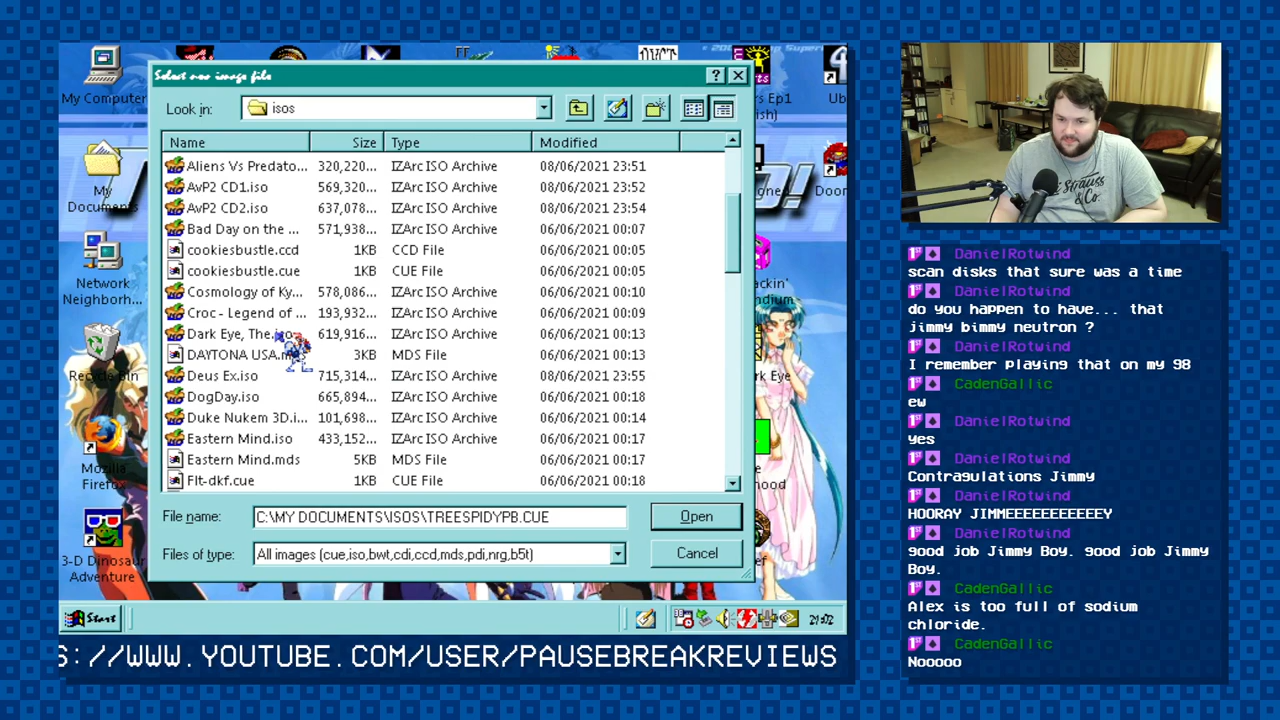 My Computer
My
Documents
Network
Neighborh...
Recycle Bin
Mozilla
Firefox
3-D Dinosaur
Adventure
Select new image file
Look in:
isos
Name
Size
Type
Modified
Aliens Vs Predato... 320,220... IZArc ISO Archive 08/06/2021 23:51
AvP2 CD1.iso 569,320... IZArc ISO Archive 08/06/2021 23:52
AvP2 CD2.iso 637,078... IZArc ISO Archive 08/06/2021 23:54
Bad Day on the ... 571,938... IZArc ISO Archive 06/06/2021 00:07
cookiesbustle.ccd 1KB CCD File 06/06/2021 00:05
cookiesbustle.cue 1KB CUE File 06/06/2021 00:05
Cosmology of Ky... 578,086... IZArc ISO Archive 06/06/2021 00:10
Croc - Legend of ... 193,932... IZArc ISO Archive 06/06/2021 00:09
Dark Eye, The. 619,916... IZArc ISO Archive 06/06/2021 00:13
DAYTONA USA.m 3KB MDS File 06/06/2021 00:13
Deus Ex.iso 715,314... IZArc ISO Archive 08/06/2021 23:55
DogDay.iso 665,894... IZArc ISO Archive 06/06/2021 00:18
Duke Nukem 3D.i... 101,698... IZArc ISO Archive 06/06/2021 00:14
Eastern Mind.iso 433,152... IZArc ISO Archive 06/06/2021 00:17
Eastern Mind.mds 5KB MDS File 06/06/2021 00:17
Flt-dkf.cue 1KB CUE File 06/06/2021 00:18
File name:
C:\MY DOCUMENTS\ISOS\TREESPIDYPB.CUE
Open
Files of type:
All images (cue,iso,bwt,cdi,ccd,mds,pdi,nrg,b5t)
Cancel
Start
21:02
S://WWW.YOUTUBE.COM/USER/PAUSEBREAKREVIEWS
Strauss
& Co.
DanielRotwind
scan disks that sure was a time
DanielRotwind
do you happen to have... that
jimmy bimmy neutron ?
DanielRotwind
I remember playing that on my 98
CadenGallic
ew
DanielRotwind
yes
DanielRotwind
Contragulations Jimmy
DanielRotwind
HOORAY JIMMEEEEEEEEEEY
DanielRotwind
good job Jimmy Boy. good job Jimmy
Boy.
CadenGallic
Alex is too full of sodium
chloride.
CadenGallic
Nooooo